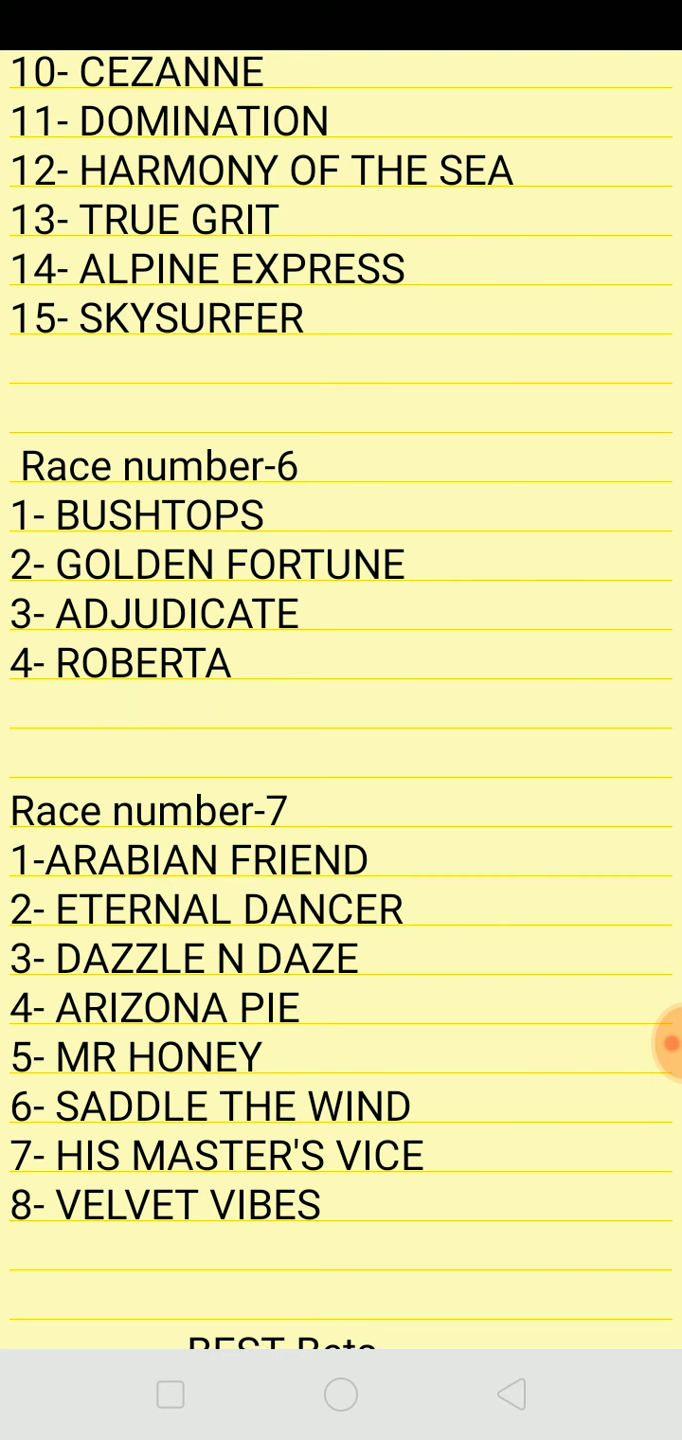 10- CEZANNE
11- DOMINATION
12- HARMONY OF THE SEA
13- TRUE GRIT
14- ALPINE EXPRESS
15- SKYSURFER
Race number-6
1- BUSHTOPS
2- GOLDEN FORTUNE
3- ADJUDICATE
4- ROBERTA
Race number-7
1-ARABIAN FRIEND
2- ETERNAL DANCER
3- DAZZLE N DAZE
4- ARIZONA PIE
5- MR HONEY
6- SADDLE THE WIND
7- HIS MASTER'S VICE
8- VELVET VIBES
BEST Bets